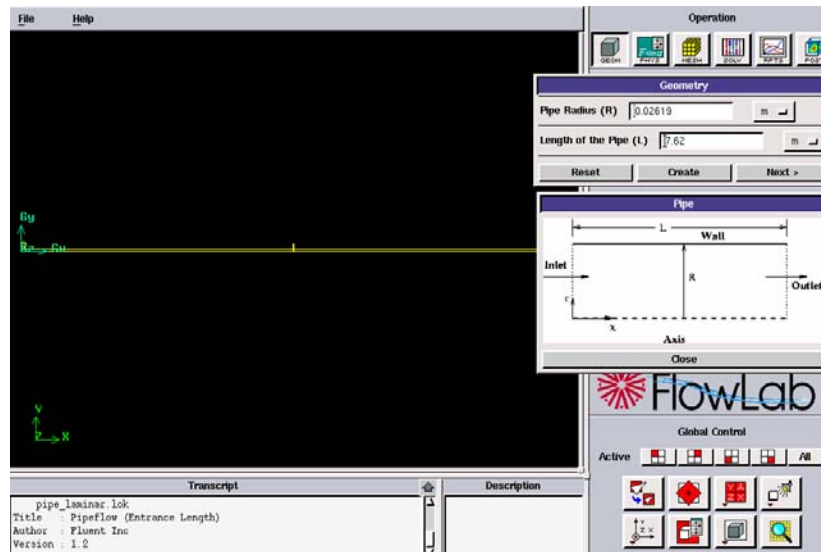 File Help
Operation
GEOM PHYS MESH SOLV RPTS POST
Geometry
Pipe Radius (R) 0.02619 m
Length of the Pipe (L) 7.62 m
Reset Create Next >
Pipe
L
Wall
Inlet
R
Outlet
r
x
Axis
Close
Gy
Gx
FlowLab
Global Control
Active All
Y
Z X
Transcript Description
pipe_laminar.lok
Title : Pipeflow (Entrance Length)
Author : Fluent Inc
Version : 1.2